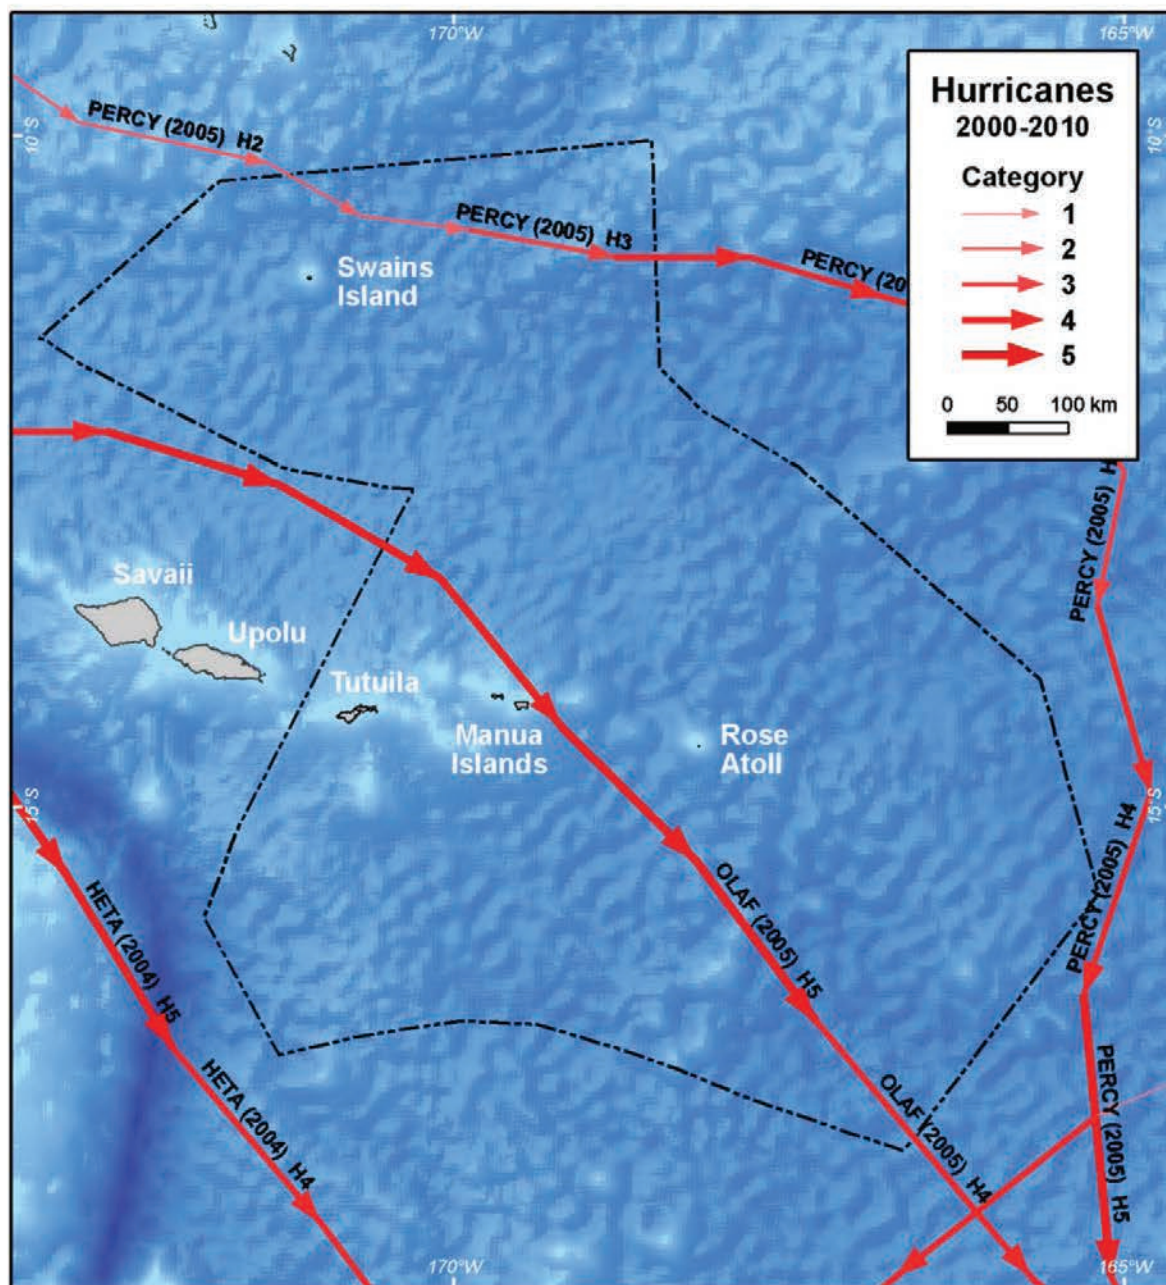 170°W
165°W
Hurricanes
2000-2010
Category
1
2
3
4
5
0 50 100 km
10°S
10°S
PERCY (2005) H2
PERCY (2005) H3
PERCY (20
Swains
Island
PERCY (2005) H
Savaii
Upolu
Tutuila
Manua
Islands
Rose
Atoll
15°S
15°S
PERCY (2005) H4
OLAF (2005) H5
HETA (2004) H5
HETA (2004) H4
OLAF (2005) H4
PERCY (2005) H5
170°W
165°W